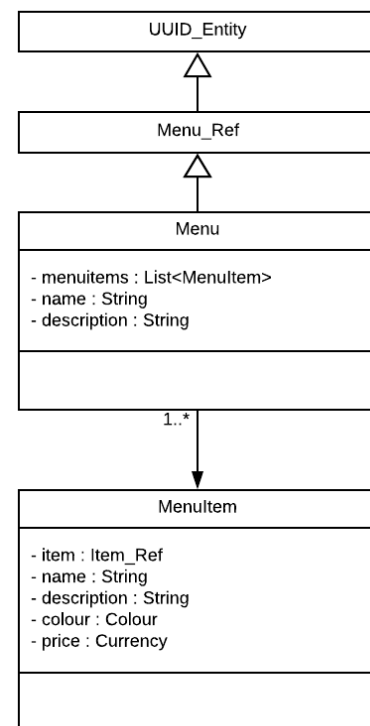 UUID_Entity
Menu_Ref
Menu
- menuitems : List<MenuItem>
- name : String
- description : String
1..*
MenuItem
- item : Item_Ref
- name : String
- description : String
- colour : Colour
- price : Currency